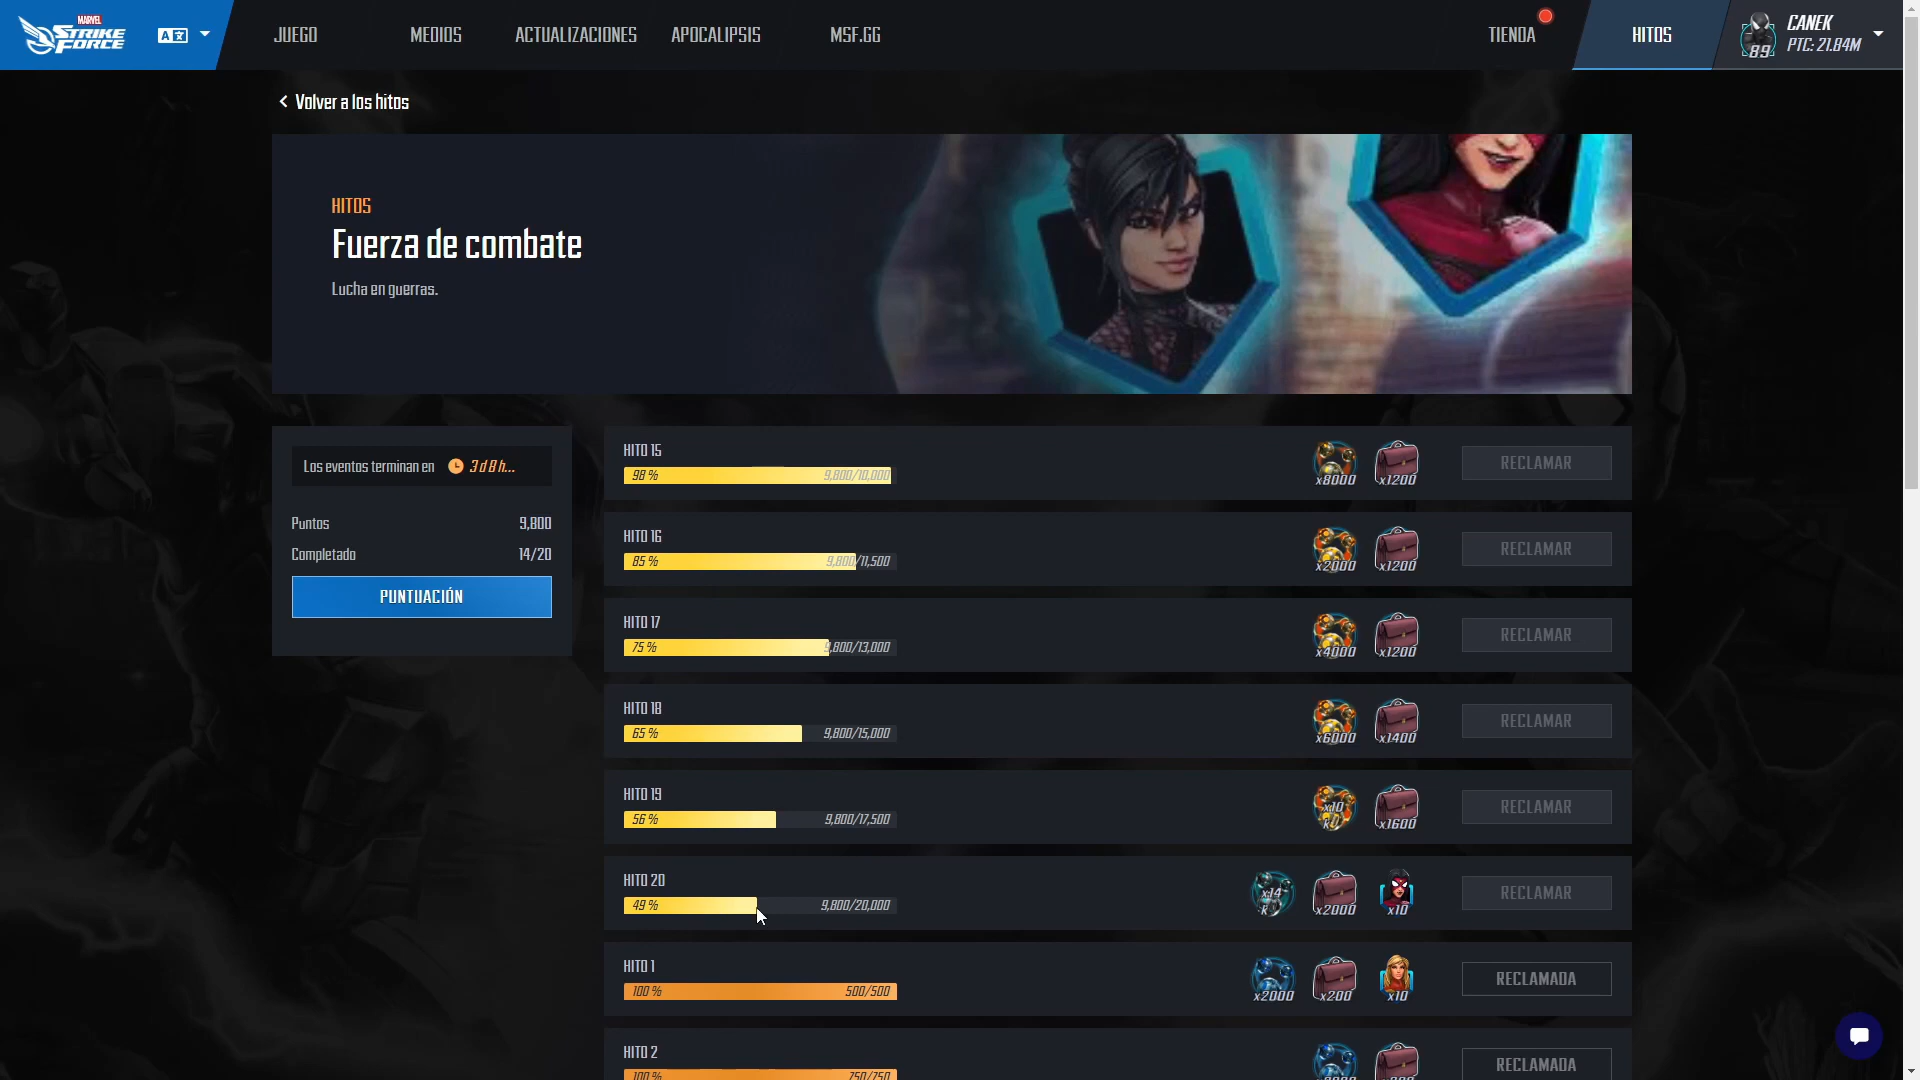 MARVEL
STRIKE
FORCE
JUEGO
MEDIOS
ACTUALIZACIONES
APOCALIPSIS
MSF.GG
TIENDA
HITOS
89
CANEK
PTC: 21.84M
Volver a los hitos
HITOS
Fuerza de combate
Lucha en guerras.
Los eventos terminan en 3 d 8 h...
Puntos 9,800
Completado 14/20
PUNTUACIÓN
HITO 15
98 % 9,800/10,000
x8000 x1200
RECLAMAR
HITO 16
85 % 9,800/11,500
x2000 x1200
RECLAMAR
HITO 17
75 % 9,800/13,000
x4000 x1200
RECLAMAR
HITO 18
65 % 9,800/15,000
x6000 x1400
RECLAMAR
HITO 19
56 % 9,800/17,500
x10 x1600
RECLAMAR
HITO 20
49 % 9,800/20,000
x14
k x2000 x10
RECLAMAR
HITO 1
100 % 500/500
x2000 x200 x10
RECLAMADA
HITO 2
100 % 750/750
RECLAMADA